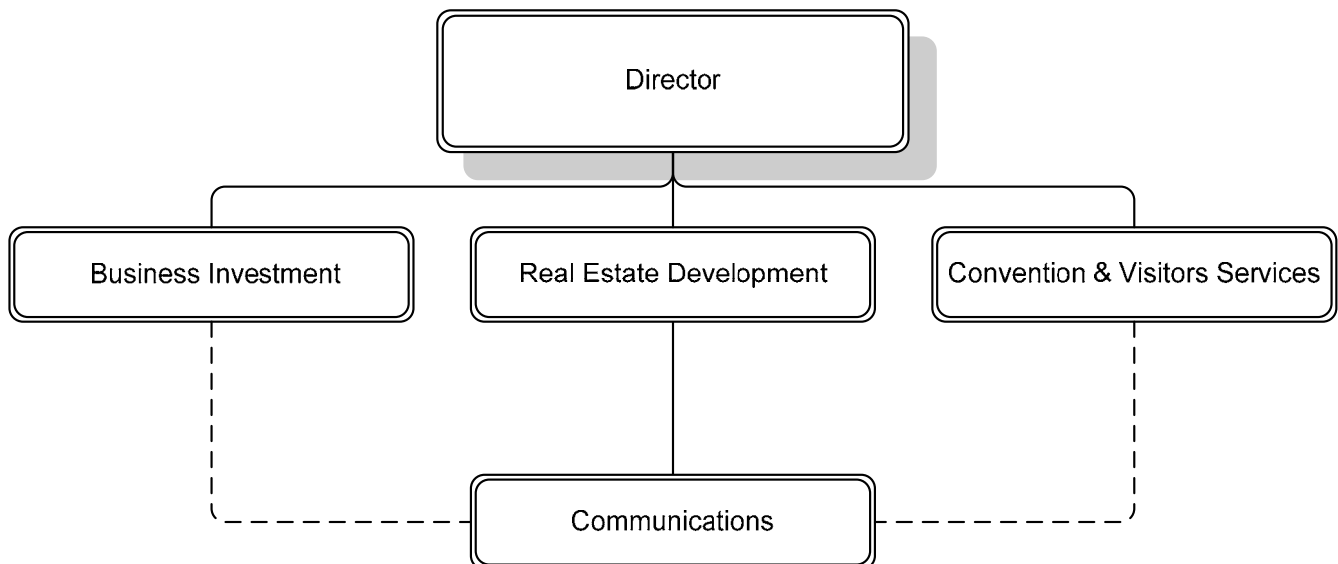 Director
Business Investment
Real Estate Development
Convention & Visitors Services
Communications